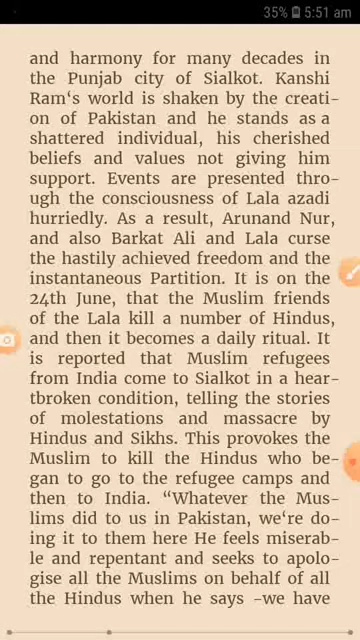 35% 5:51 am
and harmony for many decades in
the Punjab city of Sialkot. Kanshi
Ram‘s world is shaken by the creati-
on of Pakistan and he stands as a
shattered individual, his cherished
beliefs and values not giving him
support. Events are presented thro-
ugh the consciousness of Lala azadi
hurriedly. As a result, Arunand Nur,
and also Barkat Ali and Lala curse
the hastily achieved freedom and the
instantaneous Partition. It is on the
24th June, that the Muslim friends
of the Lala kill a number of Hindus,
and then it becomes a daily ritual. It
is reported that Muslim refugees
from India come to Sialkot in a hear-
tbroken condition, telling the stories
of molestations and massacre by
Hindus and Sikhs. This provokes the
Muslim to kill the Hindus who be-
gan to go to the refugee camps and
then to India. “Whatever the Mus-
lims did to us in Pakistan, we‘re do-
ing it to them here He feels miserab-
le and repentant and seeks to apolo-
gise all the Muslims on behalf of all
the Hindus when he says -we have